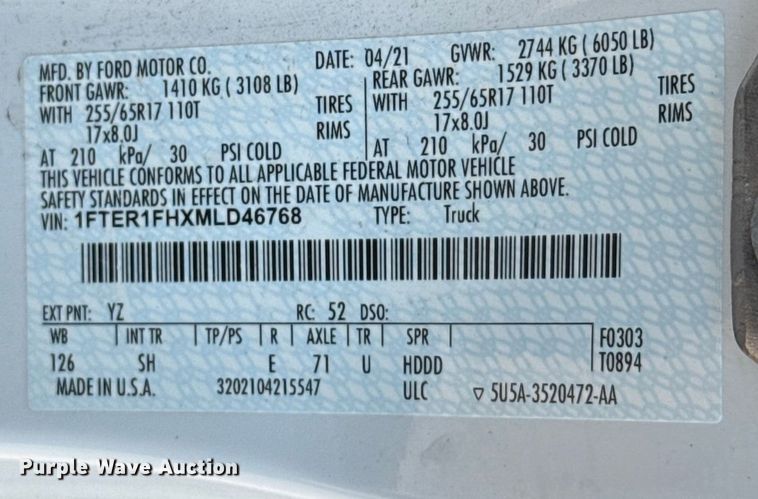 MFD. BY FORD MOTOR CO. DATE: 04/21 GVWR: 2744 KG ( 6050 LB)
FRONT GAWR: 1410 KG ( 3108 LB) REAR GAWR: 1529 KG ( 3370 LB)
WITH 255/65R17 110T TIRES WITH 255/65R17 110T TIRES
17x8.0J RIMS 17x8.0J RIMS
AT 210 kPa/ 30 PSI COLD AT 210 kPa/ 30 PSI COLD
THIS VEHICLE CONFORMS TO ALL APPLICABLE FEDERAL MOTOR VEHICLE
SAFETY STANDARDS IN EFFECT ON THE DATE OF MANUFACTURE SHOWN ABOVE.
VIN: 1FTER1FHXMLD46768 TYPE: Truck
EXT PNT: YZ RC: 52 DSO:
WB INT TR TP/PS R AXLE TR SPR F0303
126 SH E 71 U HDDD T0894
MADE IN U.S.A. 3202104215547 ULC ▽ 5U5A-3520472-AA
Purple Wave Auction